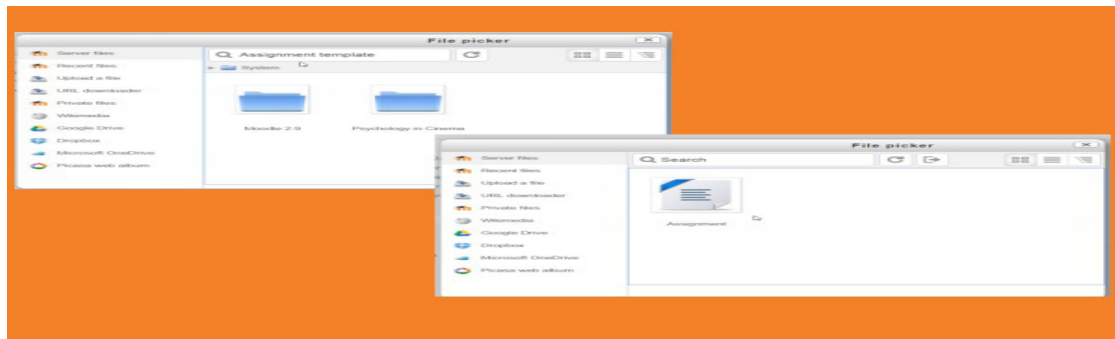 File picker
Server files
Recent files
Upload a file
URL downloader
Private files
Wikimedia
Google Drive
Dropbox
Microsoft OneDrive
Picasa web album
Assignment template
System
Moodle 2.9
Psychology in Cinema
File picker
Server files
Recent files
Upload a file
URL downloader
Private files
Wikimedia
Google Drive
Dropbox
Microsoft OneDrive
Picasa web album
Search
Assignment